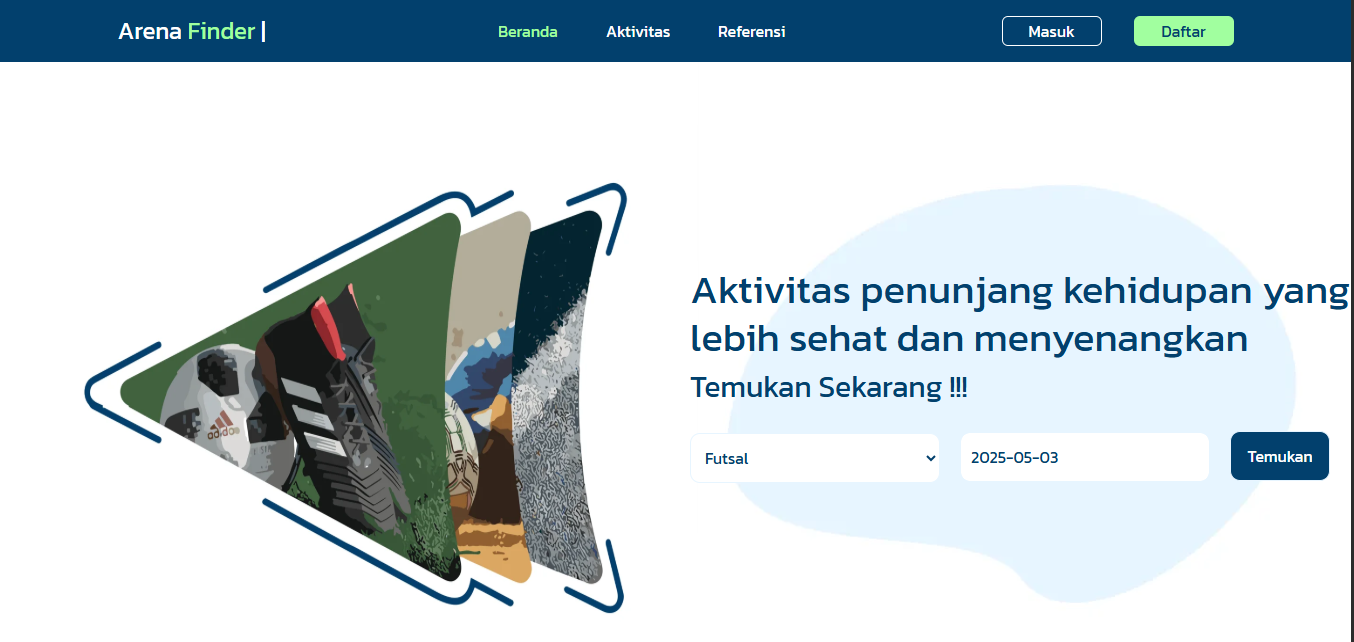 Arena Finder |
Beranda
Aktivitas
Referensi
Masuk
Daftar
Aktivitas penunjang kehidupan yang
lebih sehat dan menyenangkan
Temukan Sekarang !!!
Futsal
2025-05-03
Temukan
adidas